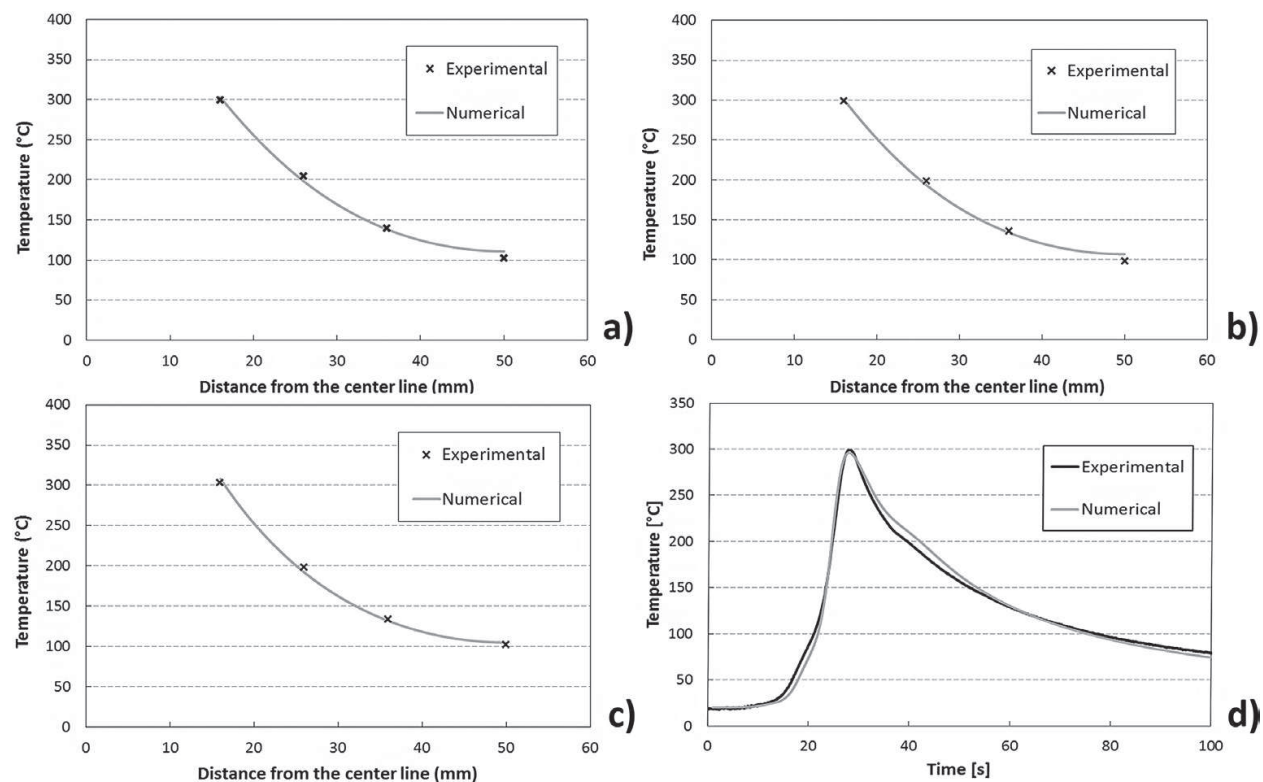 400
350
300
250
200
150
100
50
0
Temperature (°C)
Experimental
Numerical
0 10 20 30 40 50 60
Distance from the center line (mm)
a)
400
350
300
250
200
150
100
50
0
Temperature (°C)
Experimental
Numerical
0 10 20 30 40 50 60
Distance from the center line (mm)
b)
400
350
300
250
200
150
100
50
0
Temperature (°C)
Experimental
Numerical
0 10 20 30 40 50 60
Distance from the center line (mm)
c)
350
300
250
200
150
100
50
0
Temperature [°C]
Experimental
Numerical
0 20 40 60 80 100
Time [s]
d)